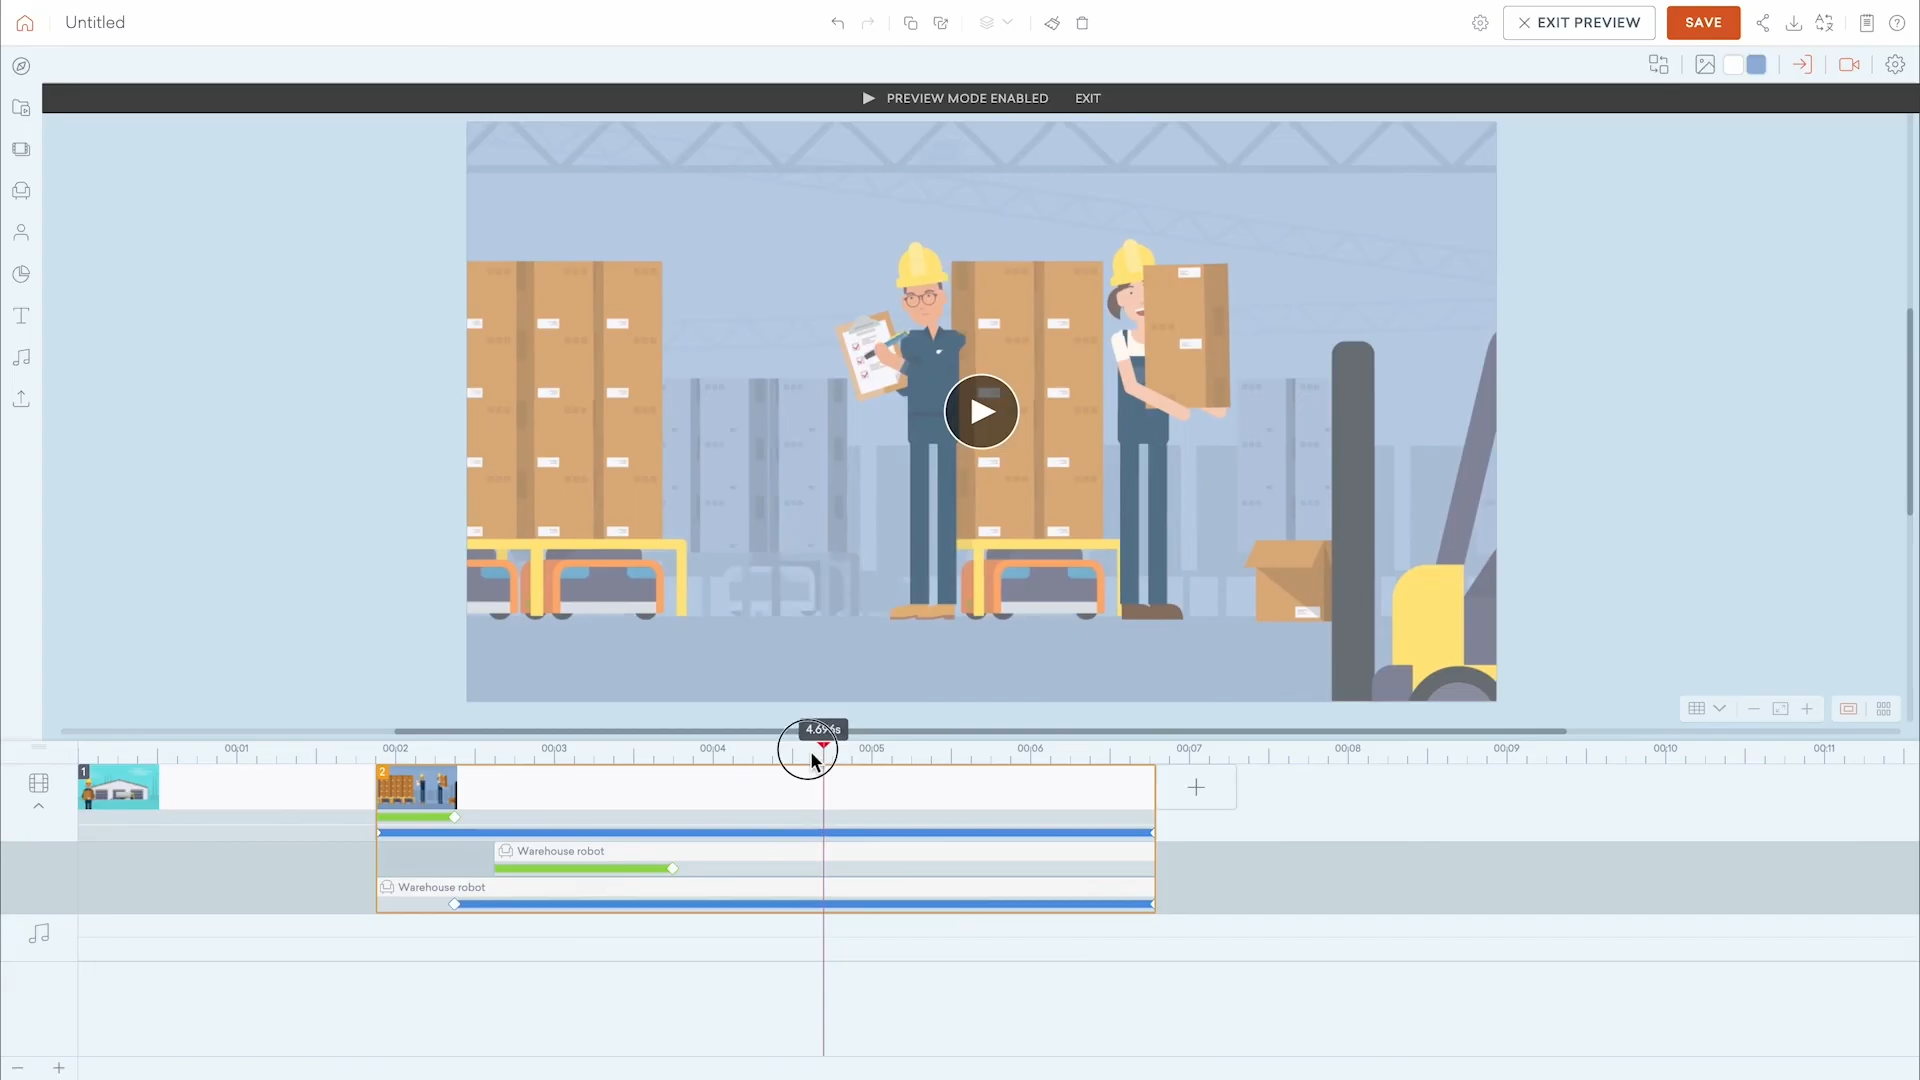 Untitled
EXIT PREVIEW
SAVE
PREVIEW MODE ENABLED
EXIT
00:01
00:02
00:03
00:04
00:05
00:06
00:07
00:08
00:09
00:10
00:11
1
2
Warehouse robot
Warehouse robot